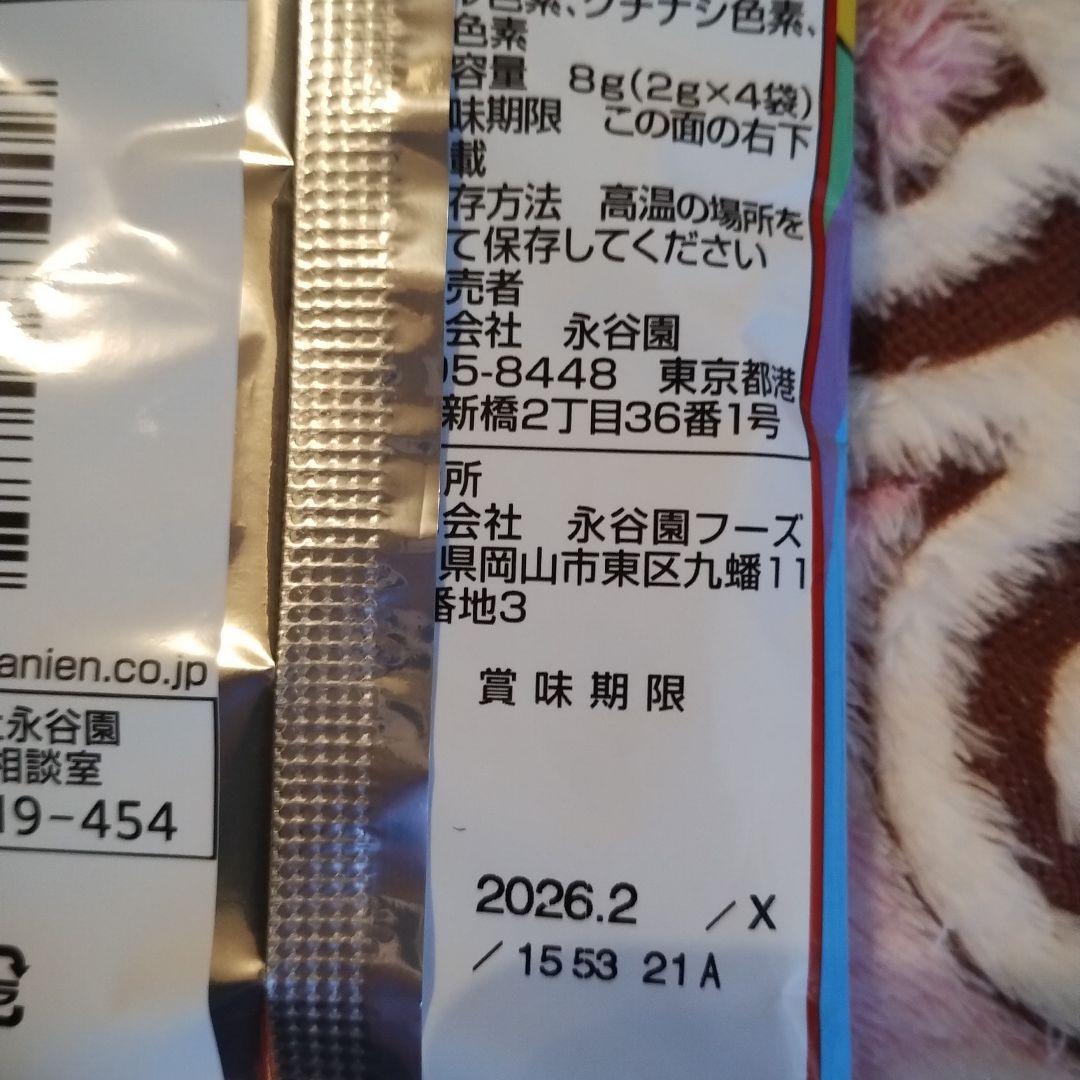 色素、クチナシ色素、
色素
容量 8g(2g×4袋)
味期限 この面の右下
載
存方法 高温の場所を
て保存してください
売者
会社 永谷園
05-8448 東京都港
新橋2丁目36番1号
所
会社 永谷園フーズ
県岡山市東区九蟠11
番地3
賞味期限
2026.2 /X
/1553 21A
anien.co.jp
永谷園
相談室
19-454